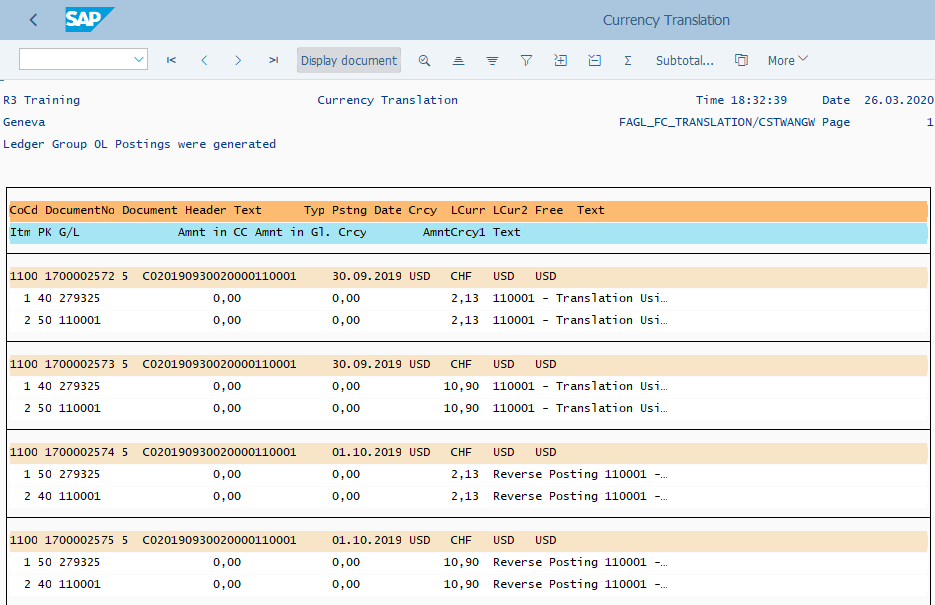 SAP Currency Translation
Display document Σ Subtotal... More
R3 Training Currency Translation Time 18:32:39 Date 26.03.2020
Geneva FAGL_FC_TRANSLATION/CSTWANGW Page 1
Ledger Group OL Postings were generated
CoCd DocumentNo Document Header Text Typ Pstng Date Crcy LCurr LCur2 Free Text
Itm PK G/L Amnt in CC Amnt in Gl. Crcy AmntCrcy1 Text
1100 1700002572 5 CO20190930020000110001 30.09.2019 USD CHF USD USD
1 40 279325 0,00 0,00 2,13 110001 - Translation Usi…
2 50 110001 0,00 0,00 2,13 110001 - Translation Usi…
1100 1700002573 5 CO20190930020000110001 30.09.2019 USD CHF USD USD
1 40 279325 0,00 0,00 10,90 110001 - Translation Usi…
2 50 110001 0,00 0,00 10,90 110001 - Translation Usi…
1100 1700002574 5 CO20190930020000110001 01.10.2019 USD CHF USD USD
1 50 279325 0,00 0,00 2,13 Reverse Posting 110001 -…
2 40 110001 0,00 0,00 2,13 Reverse Posting 110001 -…
1100 1700002575 5 CO20190930020000110001 01.10.2019 USD CHF USD USD
1 50 279325 0,00 0,00 10,90 Reverse Posting 110001 -…
2 40 110001 0,00 0,00 10,90 Reverse Posting 110001 -…